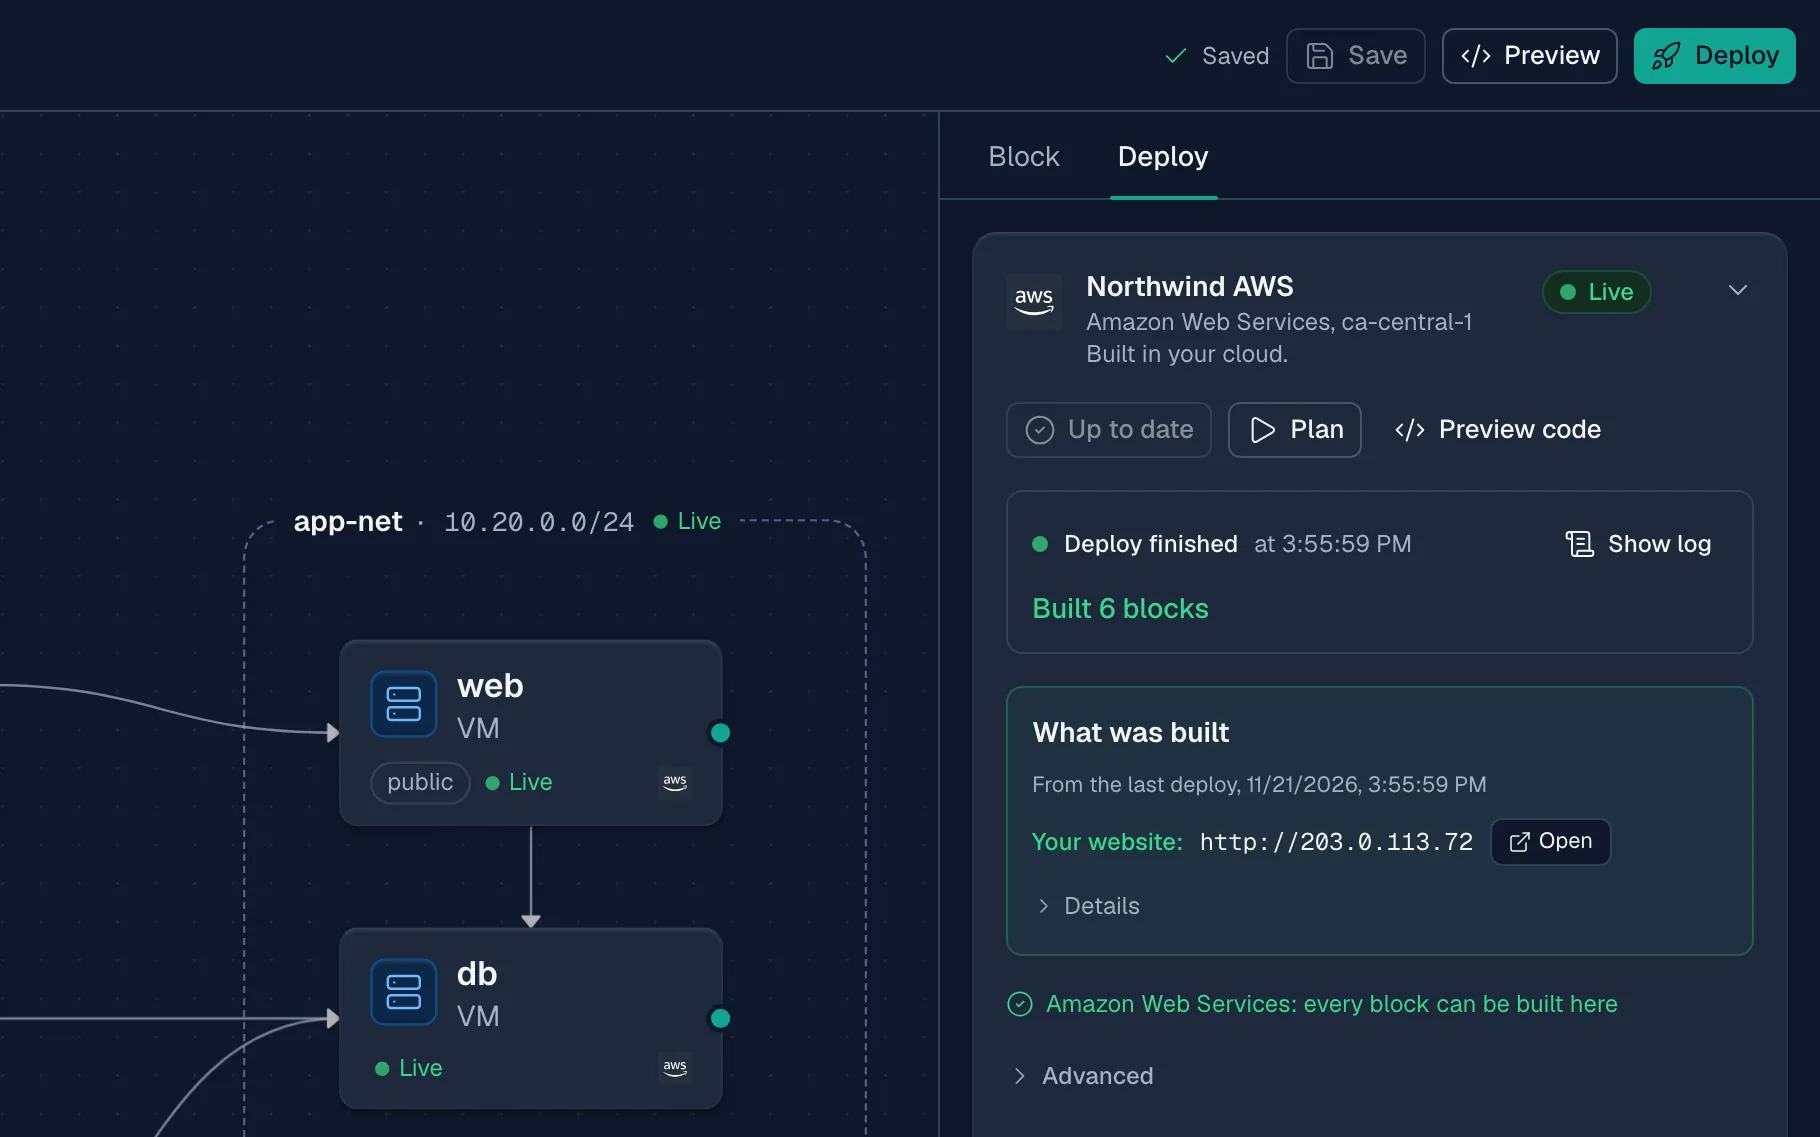 Saved
Save
Preview
Deploy
Block
Deploy
aws
Northwind AWS
Live
Amazon Web Services, ca-central-1
Built in your cloud.
Up to date
Plan
Preview code
app-net · 10.20.0.0/24
Live
Deploy finished at 3:55:59 PM
Show log
Built 6 blocks
web
VM
public
Live
aws
What was built
From the last deploy, 11/21/2026, 3:55:59 PM
Your website: http://203.0.113.72
Open
Details
db
VM
Live
aws
Amazon Web Services: every block can be built here
Advanced